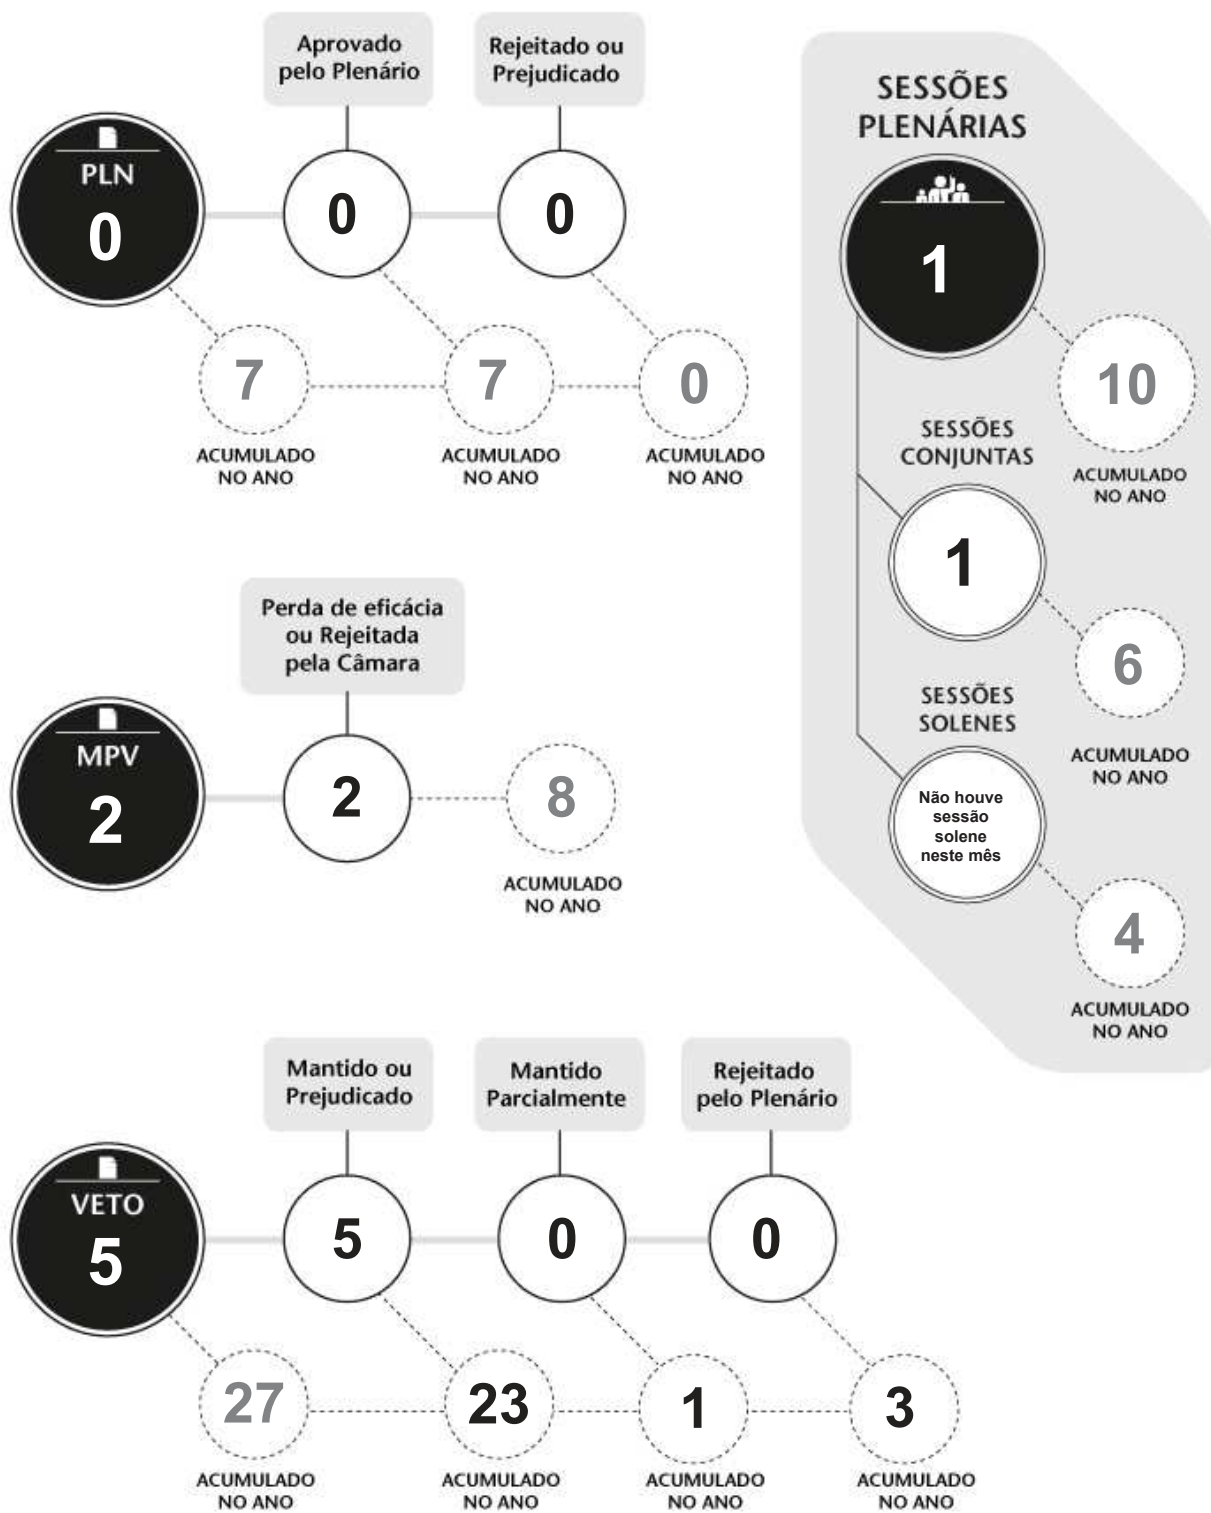 Aprovado
pelo Plenário
Rejeitado ou
Prejudicado
PLN
0
0
0
7
7
0
ACUMULADO
NO ANO
ACUMULADO
NO ANO
ACUMULADO
NO ANO
Perda de eficácia
ou Rejeitada
pela Câmara
MPV
2
2
8
ACUMULADO
NO ANO
SESSÕES
PLENÁRIAS
1
10
ACUMULADO
NO ANO
SESSÕES
CONJUNTAS
1
6
ACUMULADO
NO ANO
SESSÕES
SOLENES
Não houve
sessão
solene
neste mês
4
ACUMULADO
NO ANO
Mantido ou
Prejudicado
Mantido
Parcialmente
Rejeitado
pelo Plenário
VETO
5
5
0
0
27
23
1
3
ACUMULADO
NO ANO
ACUMULADO
NO ANO
ACUMULADO
NO ANO
ACUMULADO
NO ANO